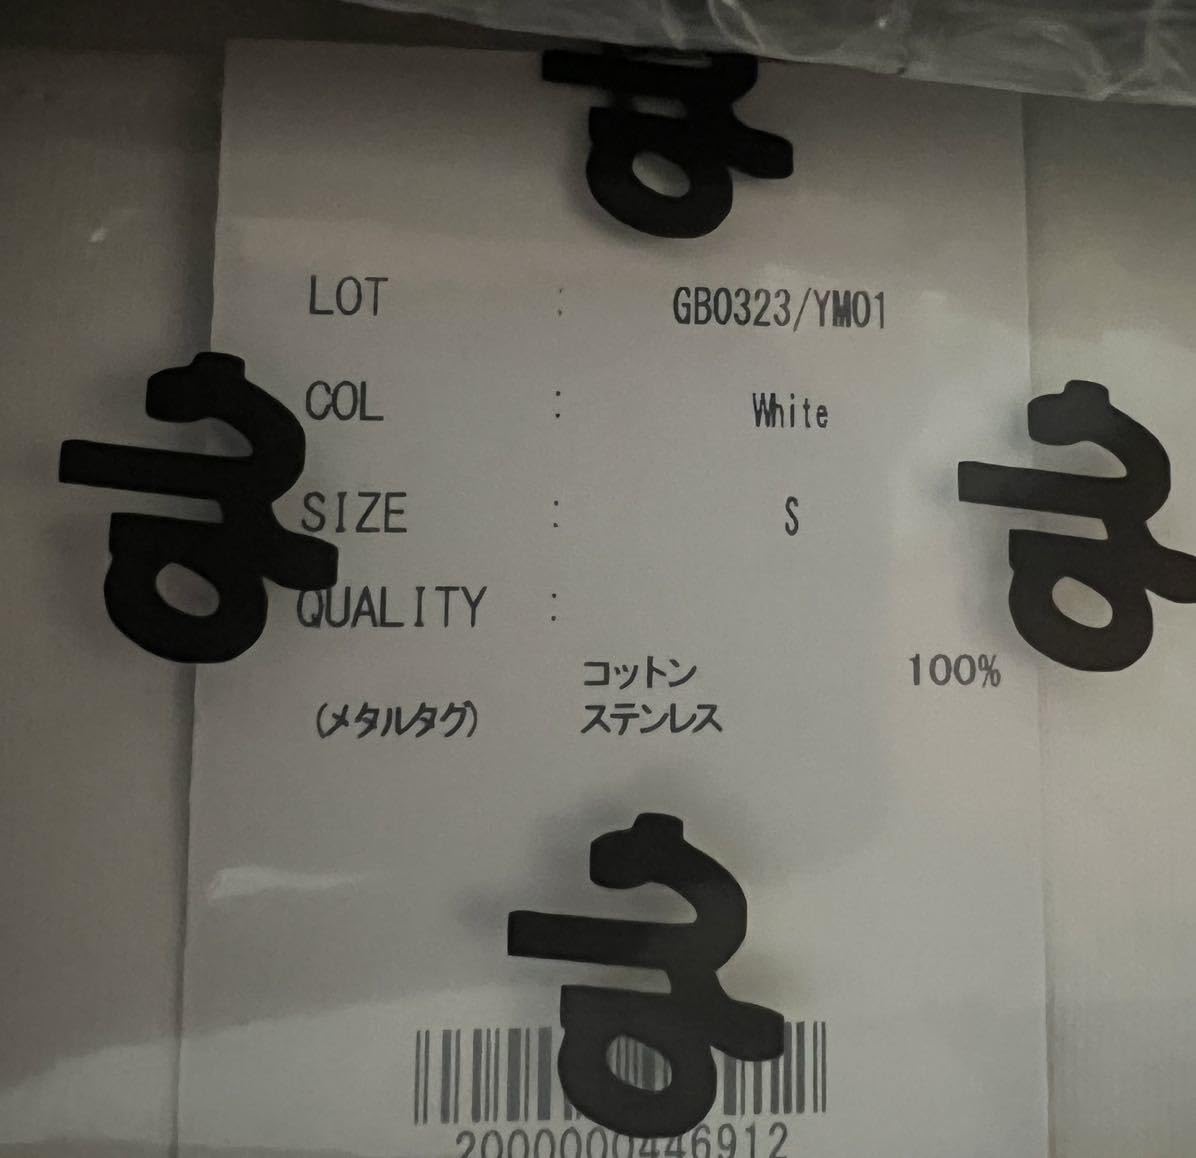 LOT : GB0323/YM01
COL : White
SIZE : S
QUALITY :
コットン 100%
(メタルタグ) ステンレス
2000000446912